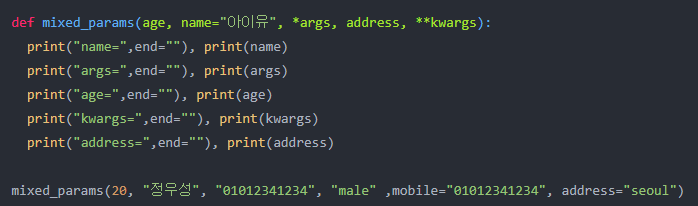 def mixed_params(age, name="아이유", *args, address, **kwargs):
  print("name=",end=""), print(name)
  print("args=",end=""), print(args)
  print("age=",end=""), print(age)
  print("kwargs=",end=""), print(kwargs)
  print("address=",end=""), print(address)
mixed_params(20, "정우성", "01012341234", "male" ,mobile="01012341234", address="seoul")